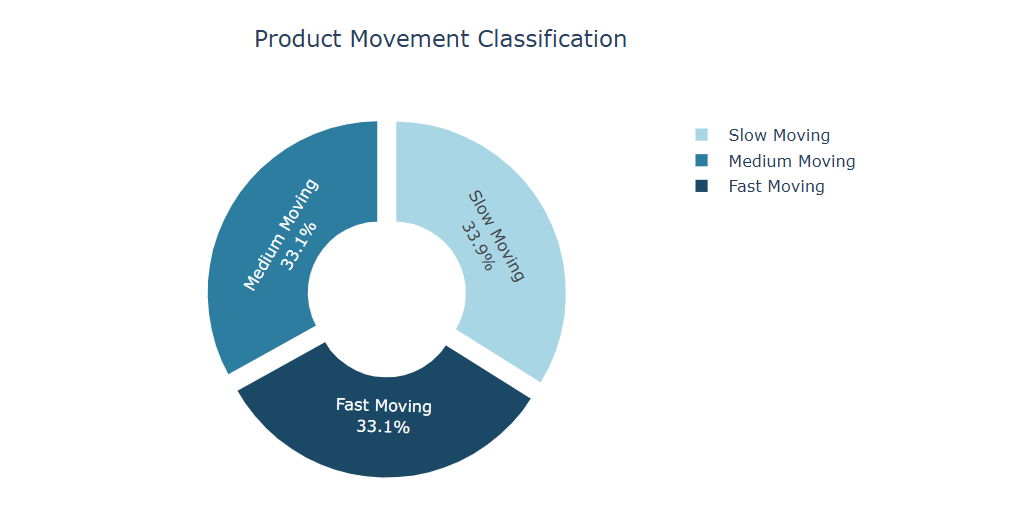 Product Movement Classification
Slow Moving
33.9%
Medium Moving
33.1%
Fast Moving
33.1%
Slow Moving
Medium Moving
Fast Moving